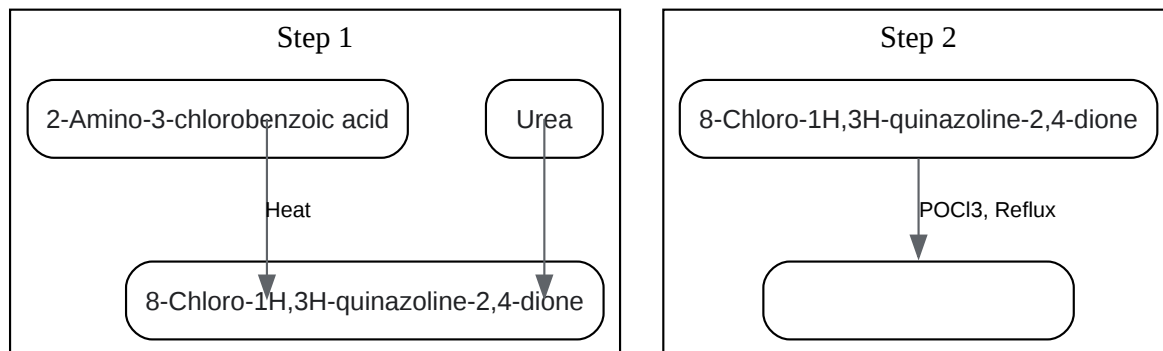 Step 1
2-Amino-3-chlorobenzoic acid
Urea
Heat
8-Chloro-1H,3H-quinazoline-2,4-dione
Step 2
8-Chloro-1H,3H-quinazoline-2,4-dione
POCl3, Reflux